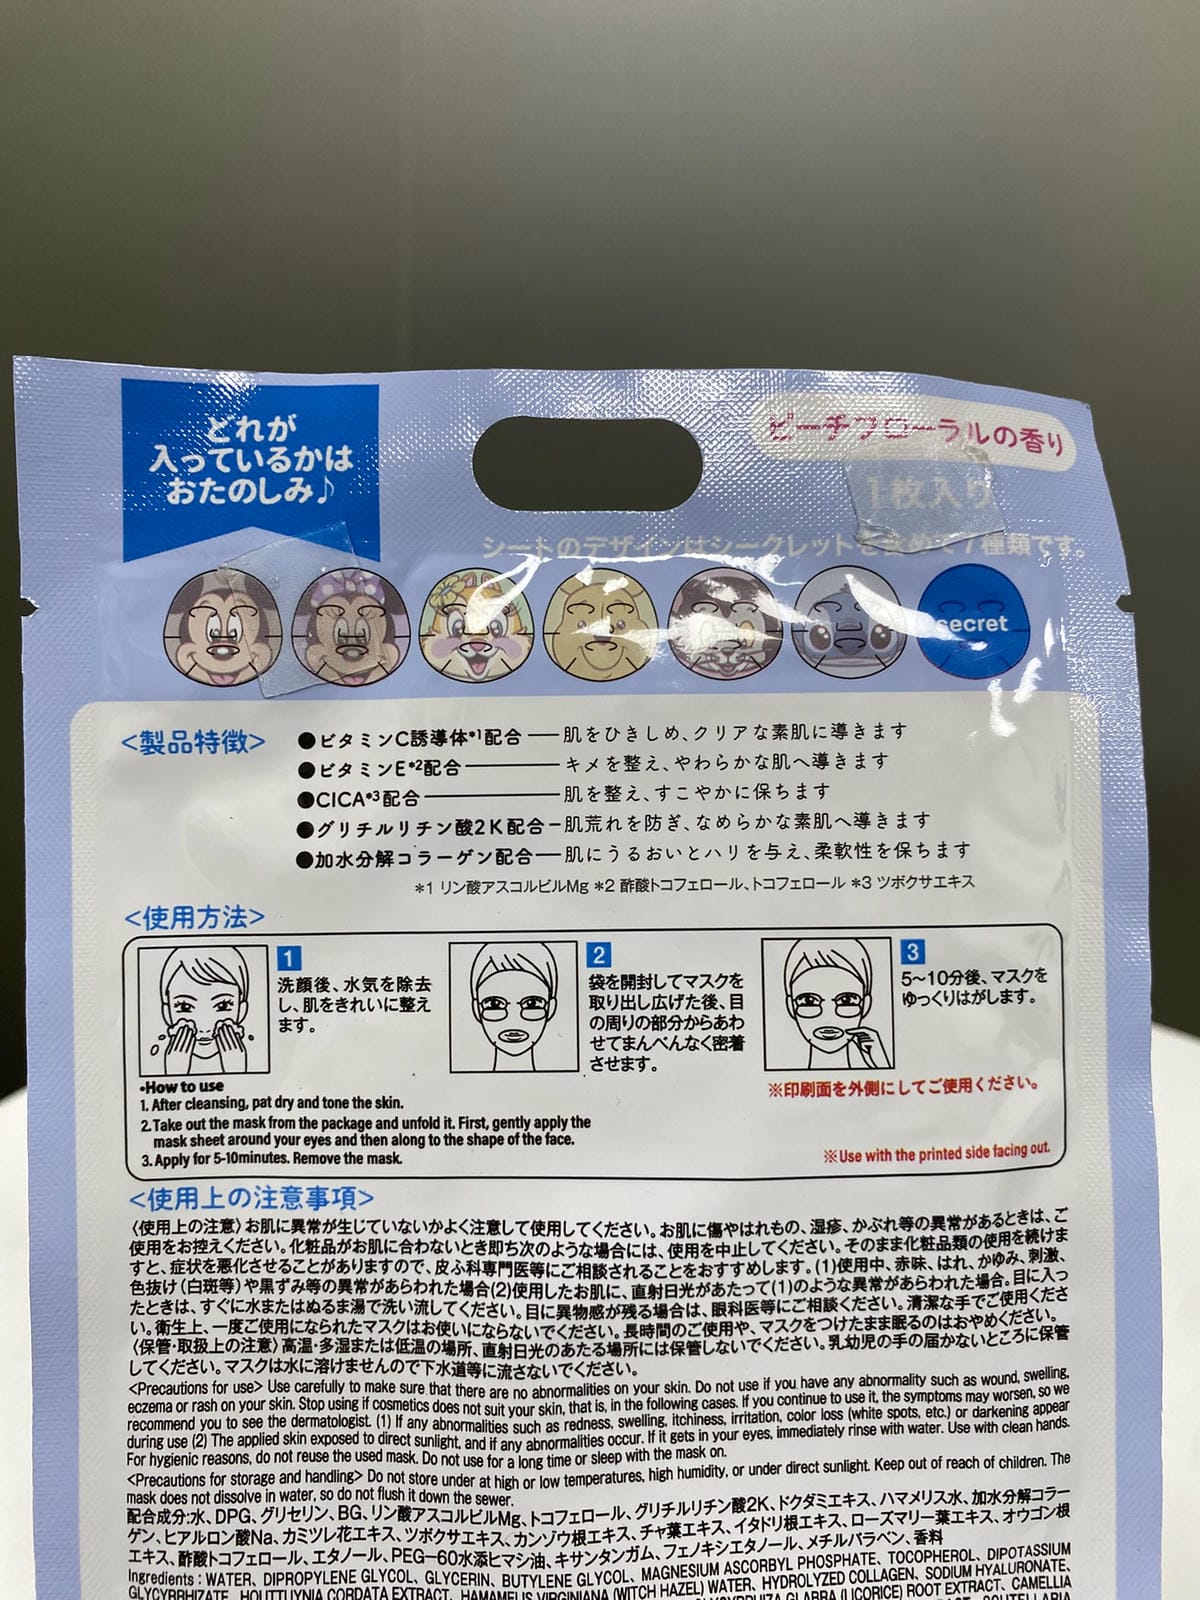 どれが
入っているかは
おたのしみ♪
ピーチフローラルの香り
1枚入り
シートのデザインはシークレットを含めて7種類です。
secret
<製品特徴>
●ビタミンC誘導体*1配合 ― 肌をひきしめ、クリアな素肌に導きます
●ビタミンE*2配合 ― キメを整え、やわらかな肌へ導きます
●CICA*3配合 ― 肌を整え、すこやかに保ちます
●グリチルリチン酸2K配合 ― 肌荒れを防ぎ、なめらかな素肌へ導きます
●加水分解コラーゲン配合 ― 肌にうるおいとハリを与え、柔軟性を保ちます
*1 リン酸アスコルビルMg *2 酢酸トコフェロール、トコフェロール *3 ツボクサエキス
<使用方法>
1
洗顔後、水気を除去
し、肌をきれいに整え
ます。
2
袋を開封してマスクを
取り出し広げた後、目
の周りの部分からあわ
せてまんべんなく密着
させます。
3
5〜10分後、マスクを
ゆっくりはがします。
※印刷面を外側にしてご使用ください。
•How to use
1. After cleansing, pat dry and tone the skin.
2. Take out the mask from the package and unfold it. First, gently apply the
mask sheet around your eyes and then along to the shape of the face.
3. Apply for 5-10minutes. Remove the mask.
※Use with the printed side facing out.
<使用上の注意事項>
〈使用上の注意〉お肌に異常が生じていないかよく注意して使用してください。お肌に傷やはれもの、湿疹、かぶれ等の異常があるときは、ご
使用をお控えください。化粧品がお肌に合わないとき即ち次のような場合には、使用を中止してください。そのまま化粧品類の使用を続けま
すと、症状を悪化させることがありますので、皮ふ科専門医等にご相談されることをおすすめします。(1)使用中、赤味、はれ、かゆみ、刺激、
色抜け(白斑等)や黒ずみ等の異常があらわれた場合(2)使用したお肌に、直射日光があたって(1)のような異常があらわれた場合。目に入っ
たときは、すぐに水またはぬるま湯で洗い流してください。目に異物感が残る場合は、眼科医等にご相談ください。清潔な手でご使用くださ
い。衛生上、一度ご使用になられたマスクはお使いにならないでください。長時間のご使用や、マスクをつけたまま眠るのはおやめください。
〈保管・取扱上の注意〉高温・多湿または低温の場所、直射日光のあたる場所には保管しないでください。乳幼児の手の届かないところに保管
してください。マスクは水に溶けませんので下水道等に流さないでください。
<Precautions for use> Use carefully to make sure that there are no abnormalities on your skin. Do not use if you have any abnormality such as wound, swelling,
eczema or rash on your skin. Stop using if cosmetics does not suit your skin, that is, in the following cases. If you continue to use it, the symptoms may worsen, so we
recommend you to see the dermatologist. (1) If any abnormalities such as redness, swelling, itchiness, irritation, color loss (white spots, etc.) or darkening appear
during use (2) The applied skin exposed to direct sunlight, and if any abnormalities occur. If it gets in your eyes, immediately rinse with water. Use with clean hands.
For hygienic reasons, do not reuse the used mask. Do not use for a long time or sleep with the mask on.
<Precautions for storage and handling> Do not store under at high or low temperatures, high humidity, or under direct sunlight. Keep out of reach of children. The
mask does not dissolve in water, so do not flush it down the sewer.
配合成分:水、DPG、グリセリン、BG、リン酸アスコルビルMg、トコフェロール、グリチルリチン酸2K、ドクダミエキス、ハマメリス水、加水分解コラー
ゲン、ヒアルロン酸Na、カミツレ花エキス、ツボクサエキス、カンゾウ根エキス、チャ葉エキス、イタドリ根エキス、ローズマリー葉エキス、オウゴン根
エキス、酢酸トコフェロール、エタノール、PEG-60水添ヒマシ油、キサンタンガム、フェノキシエタノール、メチルパラベン、香料
Ingredients : WATER, DIPROPYLENE GLYCOL, GLYCERIN, BUTYLENE GLYCOL, MAGNESIUM ASCORBYL PHOSPHATE, TOCOPHEROL, DIPOTASSIUM
GLYCYRRHIZATE, HOUTTUYNIA CORDATA EXTRACT, HAMAMELIS VIRGINIANA (WITCH HAZEL) WATER, HYDROLYZED COLLAGEN, SODIUM HYALURONATE,
GLYCYRRHIZA GLABRA (LICORICE) ROOT EXTRACT, CAMELLIA